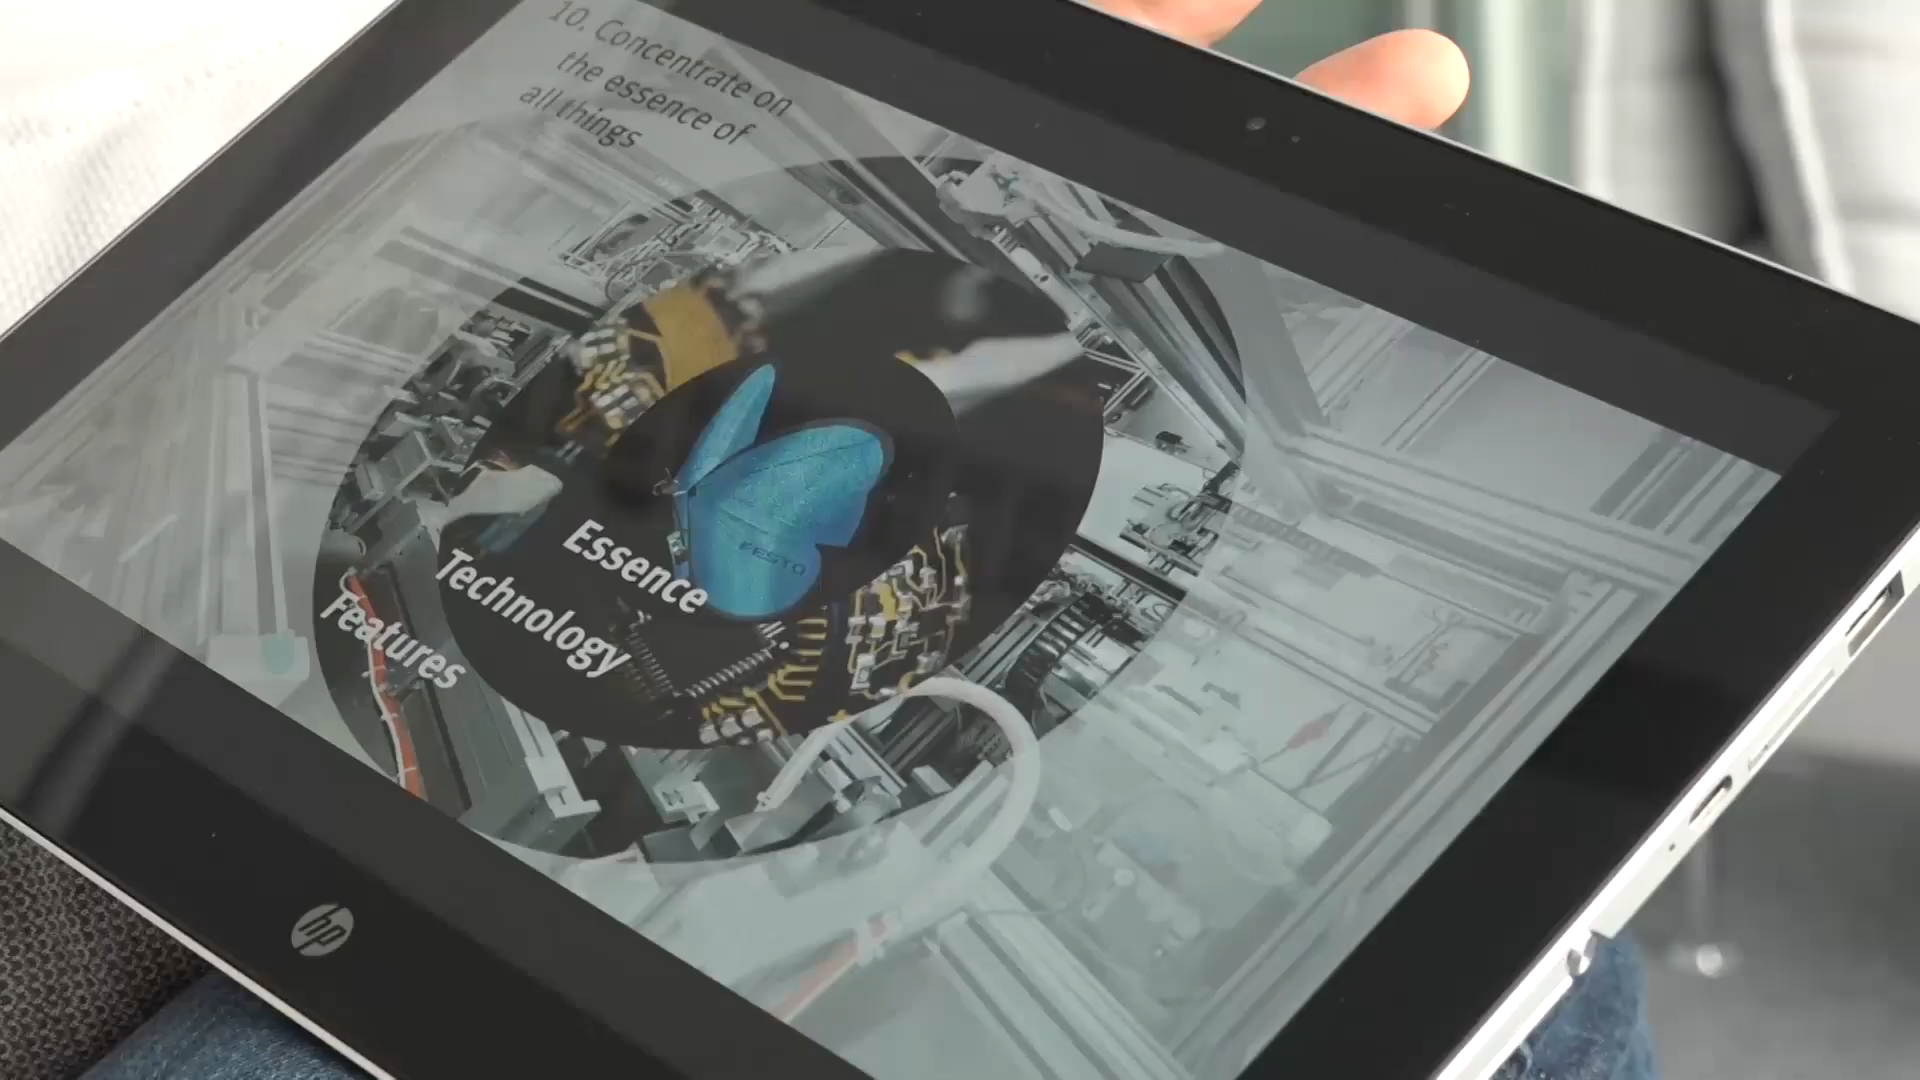 10. Concentrate on
the essence of
all things
FESTO
Essence
Technology
Features
hp